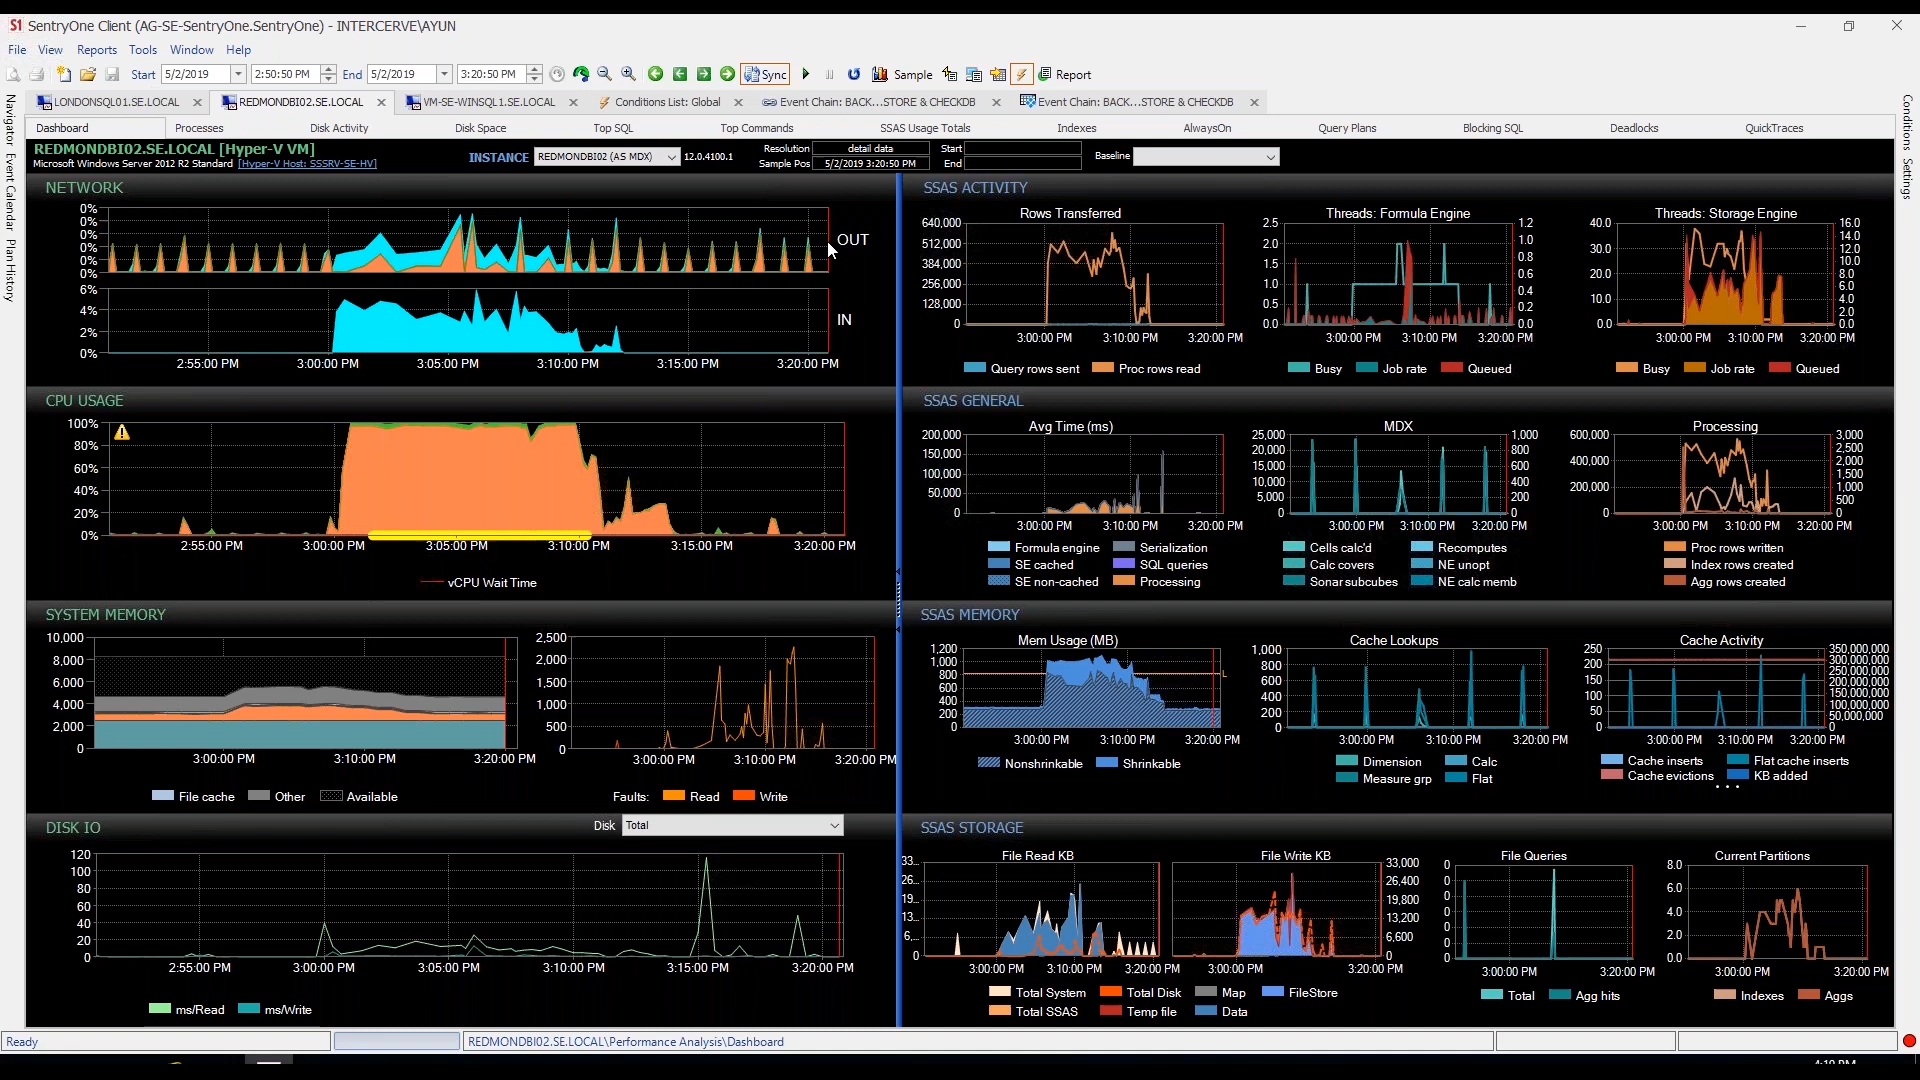 S1 SentryOne Client (AG-SE-SentryOne.SentryOne) - INTERCERVE\AYUN
File View Reports Tools Window Help
Start 5/2/2019 2:50:50 PM End 5/2/2019 3:20:50 PM Sync Sample Report
LONDONSQL01.SE.LOCAL REDMONDBI02.SE.LOCAL VM-SE-WINSQL1.SE.LOCAL Conditions List: Global Event Chain: BACK...STORE & CHECKDB Event Chain: BACK...STORE & CHECKDB
Navigator Event Calendar Plan History
Conditions Settings
Dashboard Processes Disk Activity Disk Space Top SQL Top Commands SSAS Usage Totals Indexes AlwaysOn Query Plans Blocking SQL Deadlocks QuickTraces
REDMONDBI02.SE.LOCAL [Hyper-V VM]
Microsoft Windows Server 2012 R2 Standard [Hyper-V Host: SSSRV-SE-HV]
INSTANCE REDMONDBI02 (AS MDX) 12.0.4100.1
Resolution detail data Start
Sample Pos 5/2/2019 3:20:50 PM End
Baseline
NETWORK
0%
0%
0%
0%
0%
0%
OUT
6%
4%
2%
0%
IN
2:55:00 PM 3:00:00 PM 3:05:00 PM 3:10:00 PM 3:15:00 PM 3:20:00 PM
CPU USAGE
100%
80%
60%
40%
20%
0%
2:55:00 PM 3:00:00 PM 3:05:00 PM 3:10:00 PM 3:15:00 PM 3:20:00 PM
vCPU Wait Time
SYSTEM MEMORY
10,000
8,000
6,000
4,000
2,000
0
3:00:00 PM 3:10:00 PM 3:20:00 PM
File cache Other Available
2,500
2,000
1,500
1,000
500
0
3:00:00 PM 3:10:00 PM 3:20:00 PM
Faults: Read Write
DISK IO
Disk Total
120
100
80
60
40
20
0
2:55:00 PM 3:00:00 PM 3:05:00 PM 3:10:00 PM 3:15:00 PM 3:20:00 PM
ms/Read ms/Write
SSAS ACTIVITY
Rows Transferred
640,000
512,000
384,000
256,000
128,000
0
3:00:00 PM 3:10:00 PM 3:20:00 PM
Query rows sent Proc rows read
Threads: Formula Engine
2.5 1.2
2.0 1.0
1.5 0.8
1.0 0.6
0.5 0.4
0.0 0.2
0.0
3:00:00 PM 3:10:00 PM 3:20:00 PM
Busy Job rate Queued
Threads: Storage Engine
40.0 16.0
30.0 14.0
20.0 12.0
10.0 10.0
0.0 8.0
6.0
4.0
2.0
0.0
3:00:00 PM 3:10:00 PM 3:20:00 PM
Busy Job rate Queued
SSAS GENERAL
Avg Time (ms)
200,000
150,000
100,000
50,000
0
3:00:00 PM 3:10:00 PM 3:20:00 PM
Formula engine Serialization
SE cached SQL queries
SE non-cached Processing
MDX
25,000 1,000
20,000 800
15,000 600
10,000 400
5,000 200
0 0
3:00:00 PM 3:10:00 PM 3:20:00 PM
Cells calc'd Recomputes
Calc covers NE unopt
Sonar subcubes NE calc memb
Processing
600,000 3,000
400,000 2,500
200,000 2,000
0 1,500
1,000
500
0
3:00:00 PM 3:10:00 PM 3:20:00 PM
Proc rows written
Index rows created
Agg rows created
SSAS MEMORY
Mem Usage (MB)
1,200
1,000
800
600
400
200
0
L
3:00:00 PM 3:10:00 PM 3:20:00 PM
Nonshrinkable Shrinkable
Cache Lookups
1,000
800
600
400
200
0
3:00:00 PM 3:10:00 PM 3:20:00 PM
Dimension Calc
Measure grp Flat
Cache Activity
250 350,000,000
200 300,000,000
150 250,000,000
100 200,000,000
50 150,000,000
0 100,000,000
50,000,000
0
3:00:00 PM 3:10:00 PM 3:20:00 PM
Cache inserts Flat cache inserts
Cache evictions KB added
...
SSAS STORAGE
File Read KB
33...
26...
19...
13...
6,...
0
3:00:00 PM 3:10:00 PM 3:20:00 PM
File Write KB
33,000
26,400
19,800
13,200
6,600
0
3:00:00 PM 3:20:00 PM
Total System Total Disk Map FileStore
Total SSAS Temp file Data
File Queries
0
0
0
0
0
0
0
3:00:00 PM 3:20:00 PM
Total Agg hits
Current Partitions
8.0
6.0
4.0
2.0
0.0
3:00:00 PM 3:20:00 PM
Indexes Aggs
Ready REDMONDBI02.SE.LOCAL\Performance Analysis\Dashboard